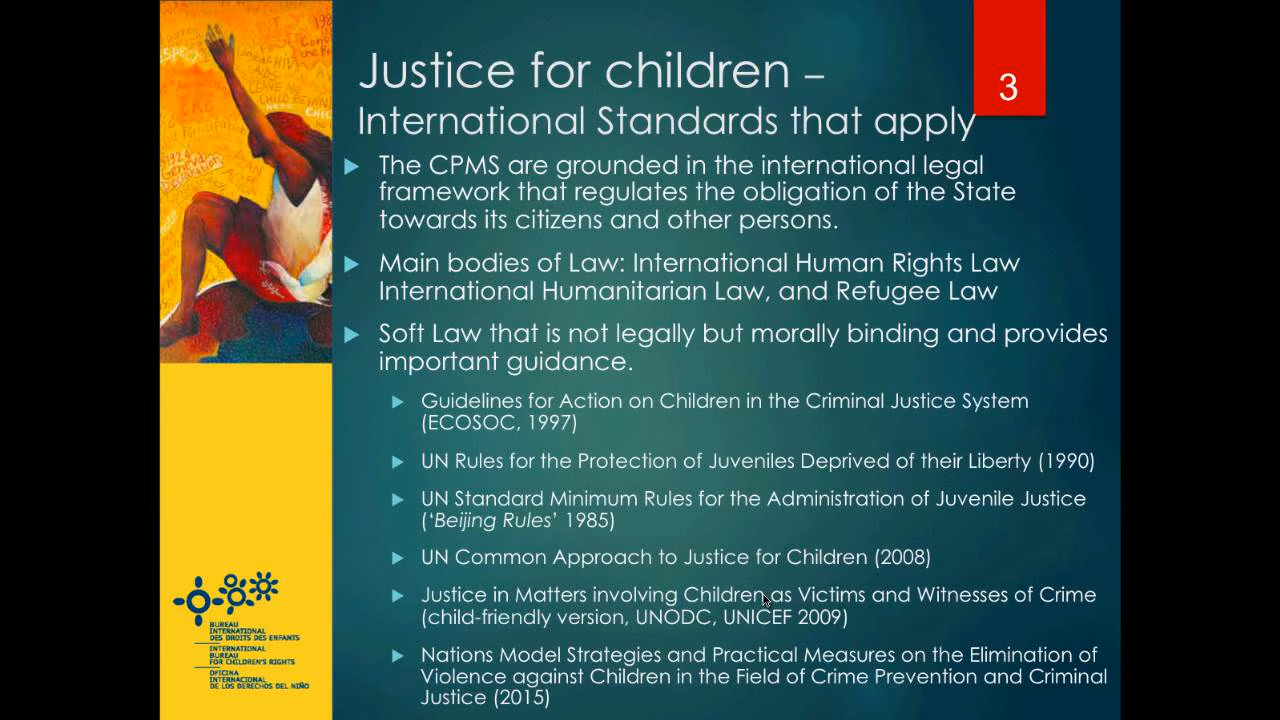 Justice for children –
3
International Standards that apply
The CPMS are grounded in the international legal
framework that regulates the obligation of the State
towards its citizens and other persons.
Main bodies of Law: International Human Rights Law
International Humanitarian Law, and Refugee Law
Soft Law that is not legally but morally binding and provides
important guidance.
Guidelines for Action on Children in the Criminal Justice System
(ECOSOC, 1997)
UN Rules for the Protection of Juveniles Deprived of their Liberty (1990)
UN Standard Minimum Rules for the Administration of Juvenile Justice
('Beijing Rules' 1985)
UN Common Approach to Justice for Children (2008)
Justice in Matters involving Children as Victims and Witnesses of Crime
(child-friendly version, UNODC, UNICEF 2009)
Nations Model Strategies and Practical Measures on the Elimination of
Violence against Children in the Field of Crime Prevention and Criminal
Justice (2015)
BUREAU
INTERNATIONAL
DES DROITS DES ENFANTS
INTERNATIONAL
BUREAU
FOR CHILDREN'S RIGHTS
OFICINA
INTERNACIONAL
DE LOS DERECHOS DEL NIÑO